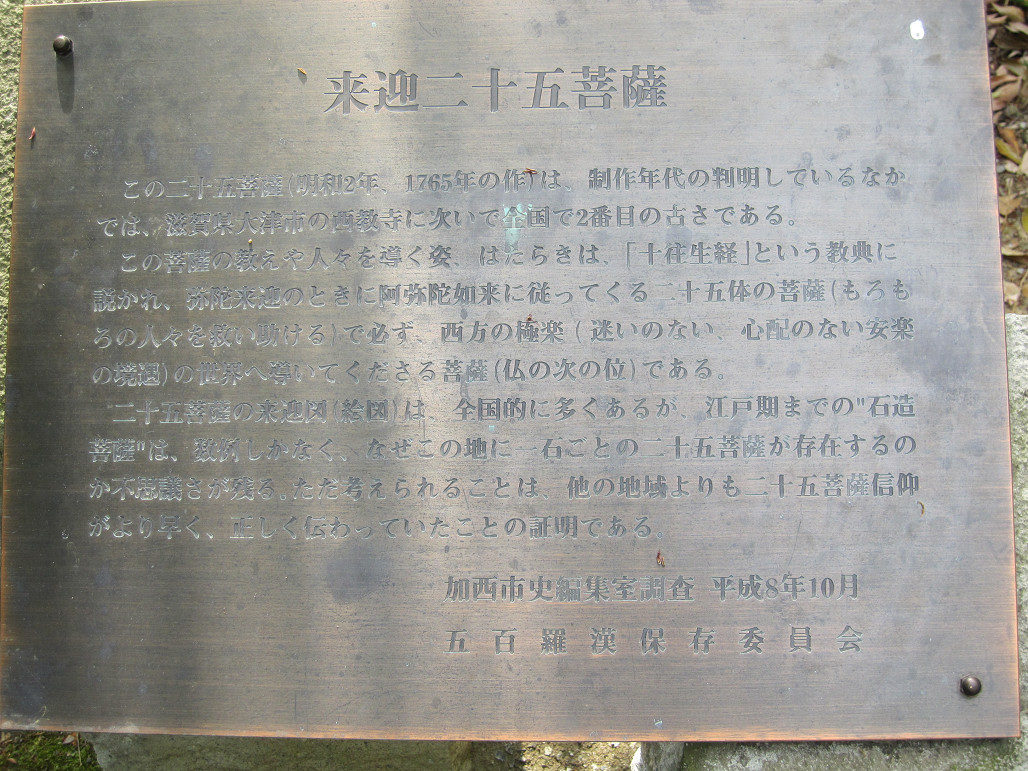 来迎二十五菩薩
この二十五菩薩(明和2年、1765年の作)は、制作年代の判明しているなか
では、滋賀県大津市の西教寺に次いで全国で2番目の古さである。
この菩薩の教えや人々を導く姿、はたらきは、「十往生経」という教典に
説かれ、弥陀来迎のときに阿弥陀如来に従ってくる二十五体の菩薩(もろも
ろの人々を救い助ける)で必ず、西方の極楽(迷いのない、心配のない安楽
の境遇)の世界へ導いてくださる菩薩(仏の次の位)である。
二十五菩薩の来迎図(絵図)は、全国的に多くあるが、江戸期までの"石造
菩薩"は、数例しかなく、なぜこの地に一石ごとの二十五菩薩が存在するの
か不思議さが残る。ただ考えられることは、他の地域よりも二十五菩薩信仰
がより早く、正しく伝わっていたことの証明である。
加西市史編集室調査 平成8年10月
五百羅漢保存委員会